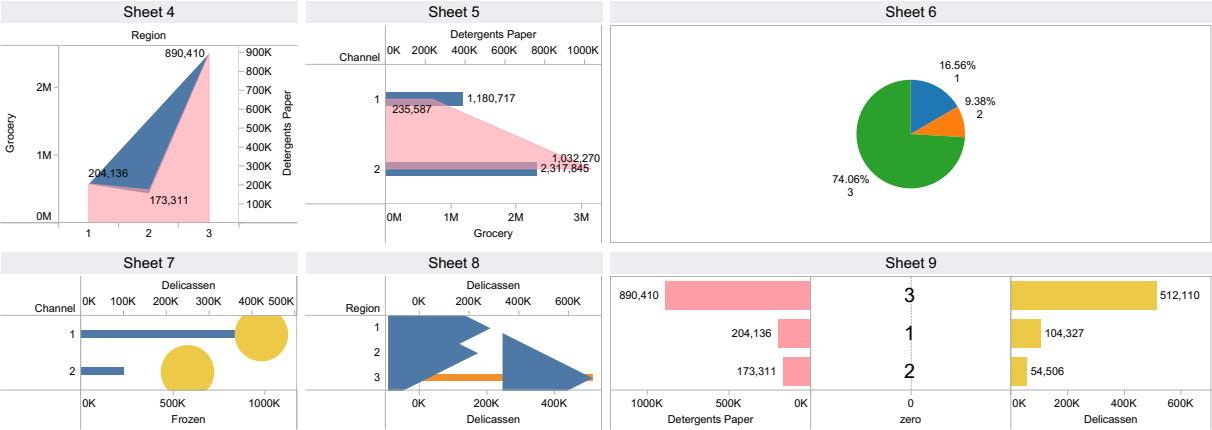 Sheet 4
Region
890,410
900K
800K
2M
700K
600K
500K
1M
400K
300K
204,136
200K
173,311
100K
0M
1 2 3
Grocery
Detergents Paper
Sheet 5
Detergents Paper
Channel 0K 200K 400K 600K 800K 1000K
1 1,180,717
235,587
1,032,270
2 2,317,845
0M 1M 2M 3M
Grocery
Sheet 6
16.56%
1
9.38%
2
74.06%
3
Sheet 7
Delicassen
Channel 0K 100K 200K 300K 400K 500K
1
2
0K 500K 1000K
Frozen
Sheet 8
Delicassen
Region 0K 200K 400K 600K
1
2
3
0K 200K 400K
Delicassen
Sheet 9
890,410 3 512,110
204,136 1 104,327
173,311 2 54,506
1000K 500K 0K 0 0K 200K 400K 600K
Detergents Paper zero Delicassen